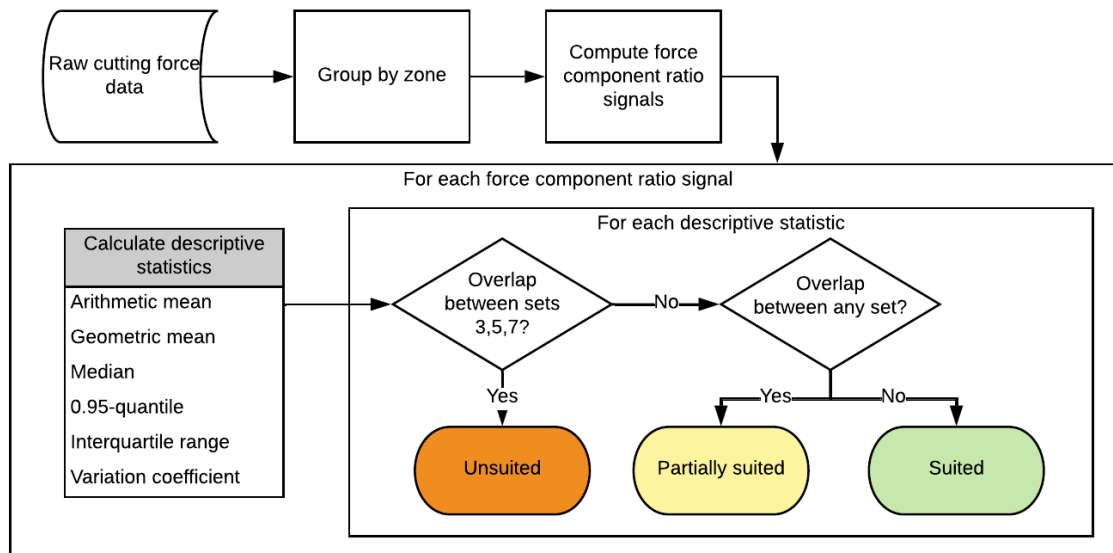 Raw cutting force
data
Group by zone
Compute force
component ratio
signals
For each force component ratio signal
Calculate descriptive
statistics
Arithmetic mean
Geometric mean
Median
0.95-quantile
Interquartile range
Variation coefficient
For each descriptive statistic
Overlap
between sets
3,5,7?
No
Overlap
between any set?
Yes
Yes
No
Unsuited
Partially suited
Suited